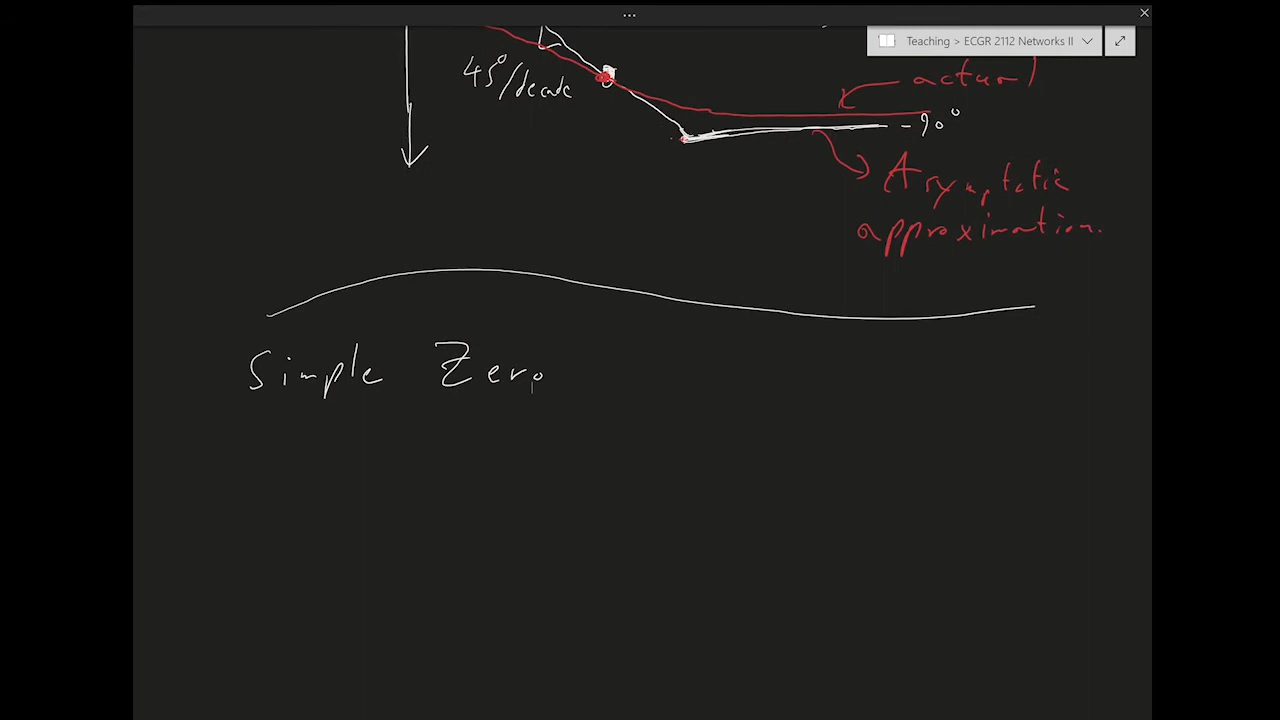 Teaching > ECGR 2112 Networks II
45°/decade
actual
-90°
Asymptotic
approximation.
Simple Zero